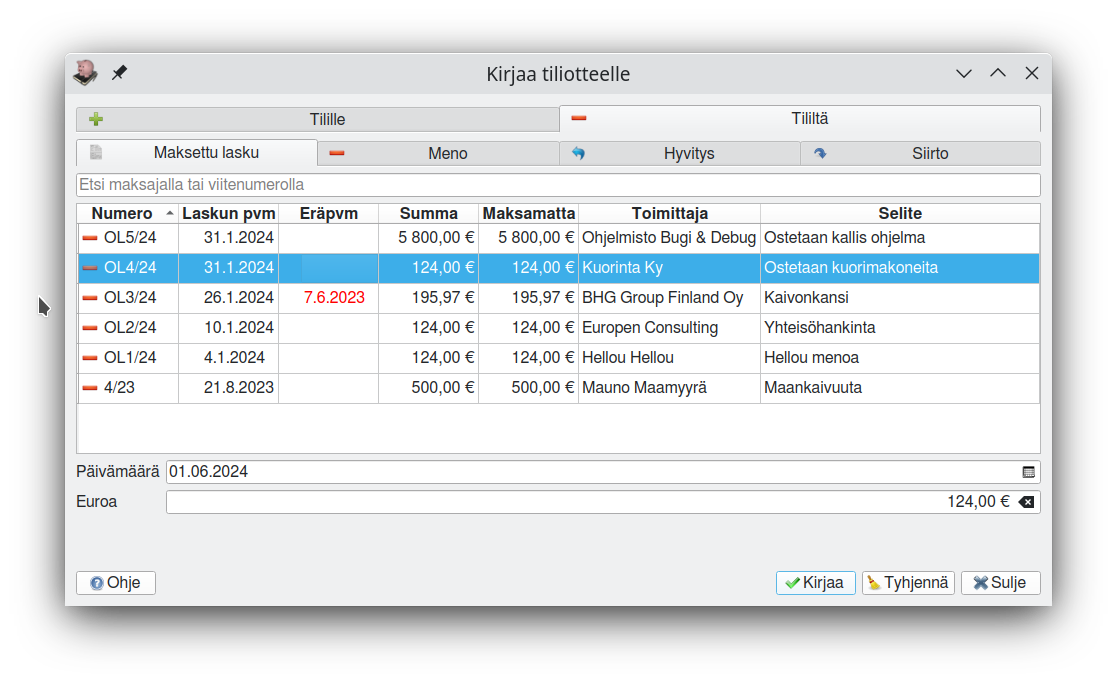 Kirjaa tiliotteelle
Tilille Tililtä
Maksettu lasku Meno Hyvitys Siirto
Etsi maksajalla tai viitenumerolla
Numero Laskun pvm Eräpvm Summa Maksamatta Toimittaja Selite
OL5/24 31.1.2024 5 800,00 € 5 800,00 € Ohjelmisto Bugi & Debug Ostetaan kallis ohjelma
OL4/24 31.1.2024 124,00 € 124,00 € Kuorinta Ky Ostetaan kuorimakoneita
OL3/24 26.1.2024 7.6.2023 195,97 € 195,97 € BHG Group Finland Oy Kaivonkansi
OL2/24 10.1.2024 124,00 € 124,00 € Europen Consulting Yhteisöhankinta
OL1/24 4.1.2024 124,00 € 124,00 € Hellou Hellou Hellou menoa
4/23 21.8.2023 500,00 € 500,00 € Mauno Maamyyrä Maankaivuuta
Päivämäärä 01.06.2024
Euroa 124,00 €
Ohje Kirjaa Tyhjennä Sulje